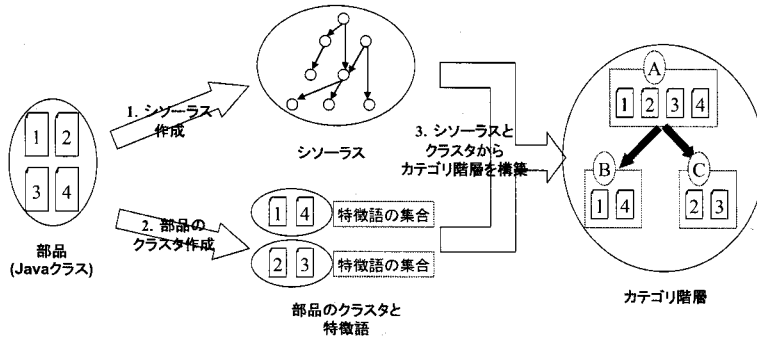 1 2
3 4
部品
(Javaクラス)
1. シソーラス
作成
シソーラス
2. 部品の
クラスタ作成
1 4
特徴語の集合
2 3
特徴語の集合
部品のクラスタと
特徴語
3. シソーラスと
クラスタから
カテゴリ階層を構築
A
1 2 3 4
B
1 4
C
2 3
カテゴリ階層